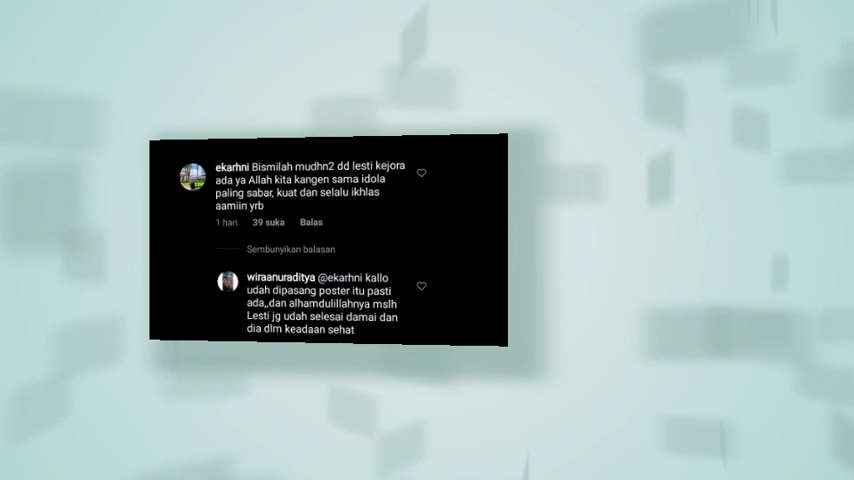 ekarhni Bismilah mudhn2 dd lesti kejora
ada ya Allah kita kangen sama idola
paling sabar, kuat dan selalu ikhlas
aamiin yrb
1 hari 39 suka Balas
Sembunyikan balasan
wiraanuraditya @ekarhni kallo
udah dipasang poster itu pasti
ada,,dan alhamdulillahnya mslh
Lesti jg udah selesai damai dan
dia dlm keadaan sehat